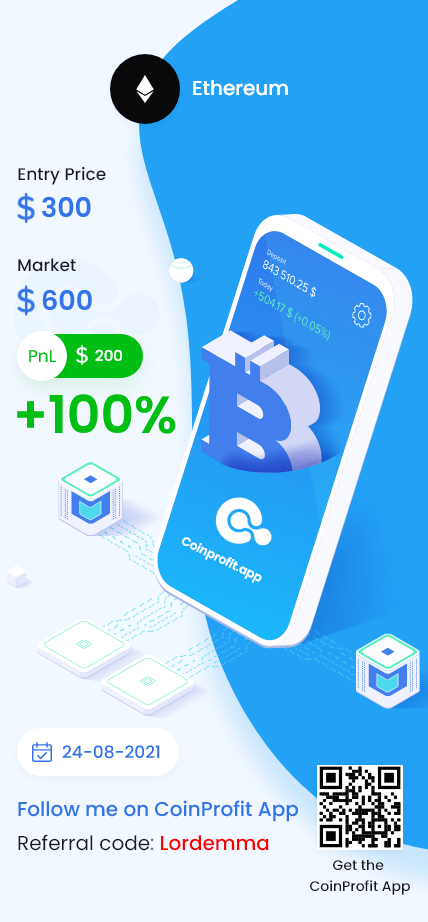 Ethereum
Entry Price
$ 300
Market
$ 600
PnL $ 200
+100%
Deposit
843 510.25 $
Today
+504.17 $ (+0.05%)
Coinprofit.app
24-08-2021
Follow me on CoinProfit App
Referral code: Lordemma
Get the
CoinProfit App